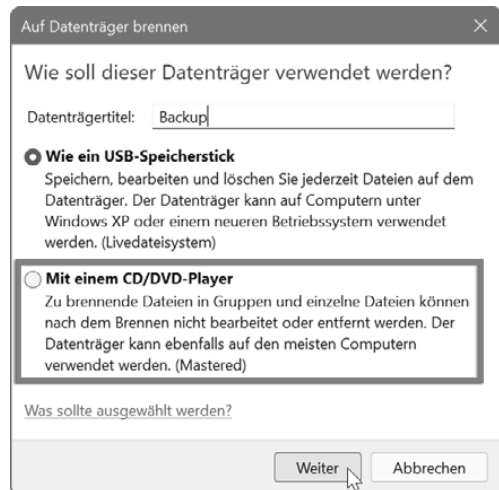 Auf Datenträger brennen
Wie soll dieser Datenträger verwendet werden?
Datenträgertitel: Backup
Wie ein USB-Speicherstick
Speichern, bearbeiten und löschen Sie jederzeit Dateien auf dem
Datenträger. Der Datenträger kann auf Computern unter
Windows XP oder einem neueren Betriebssystem verwendet
werden. (Livedateisystem)
Mit einem CD/DVD-Player
Zu brennende Dateien in Gruppen und einzelne Dateien können
nach dem Brennen nicht bearbeitet oder entfernt werden. Der
Datenträger kann ebenfalls auf den meisten Computern
verwendet werden. (Mastered)
Was sollte ausgewählt werden?
Weiter Abbrechen